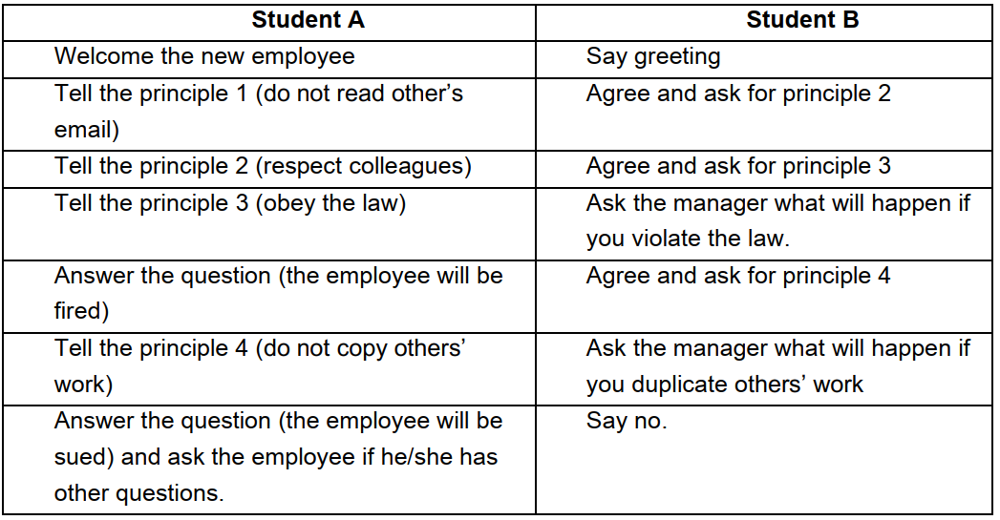 Student A Student B
Welcome the new employee Say greeting
Tell the principle 1 (do not read other’s Agree and ask for principle 2
email)
Tell the principle 2 (respect colleagues) Agree and ask for principle 3
Tell the principle 3 (obey the law) Ask the manager what will happen if
you violate the law.
Answer the question (the employee will be Agree and ask for principle 4
fired)
Tell the principle 4 (do not copy others’ Ask the manager what will happen if
work) you duplicate others’ work
Answer the question (the employee will be Say no.
sued) and ask the employee if he/she has
other questions.